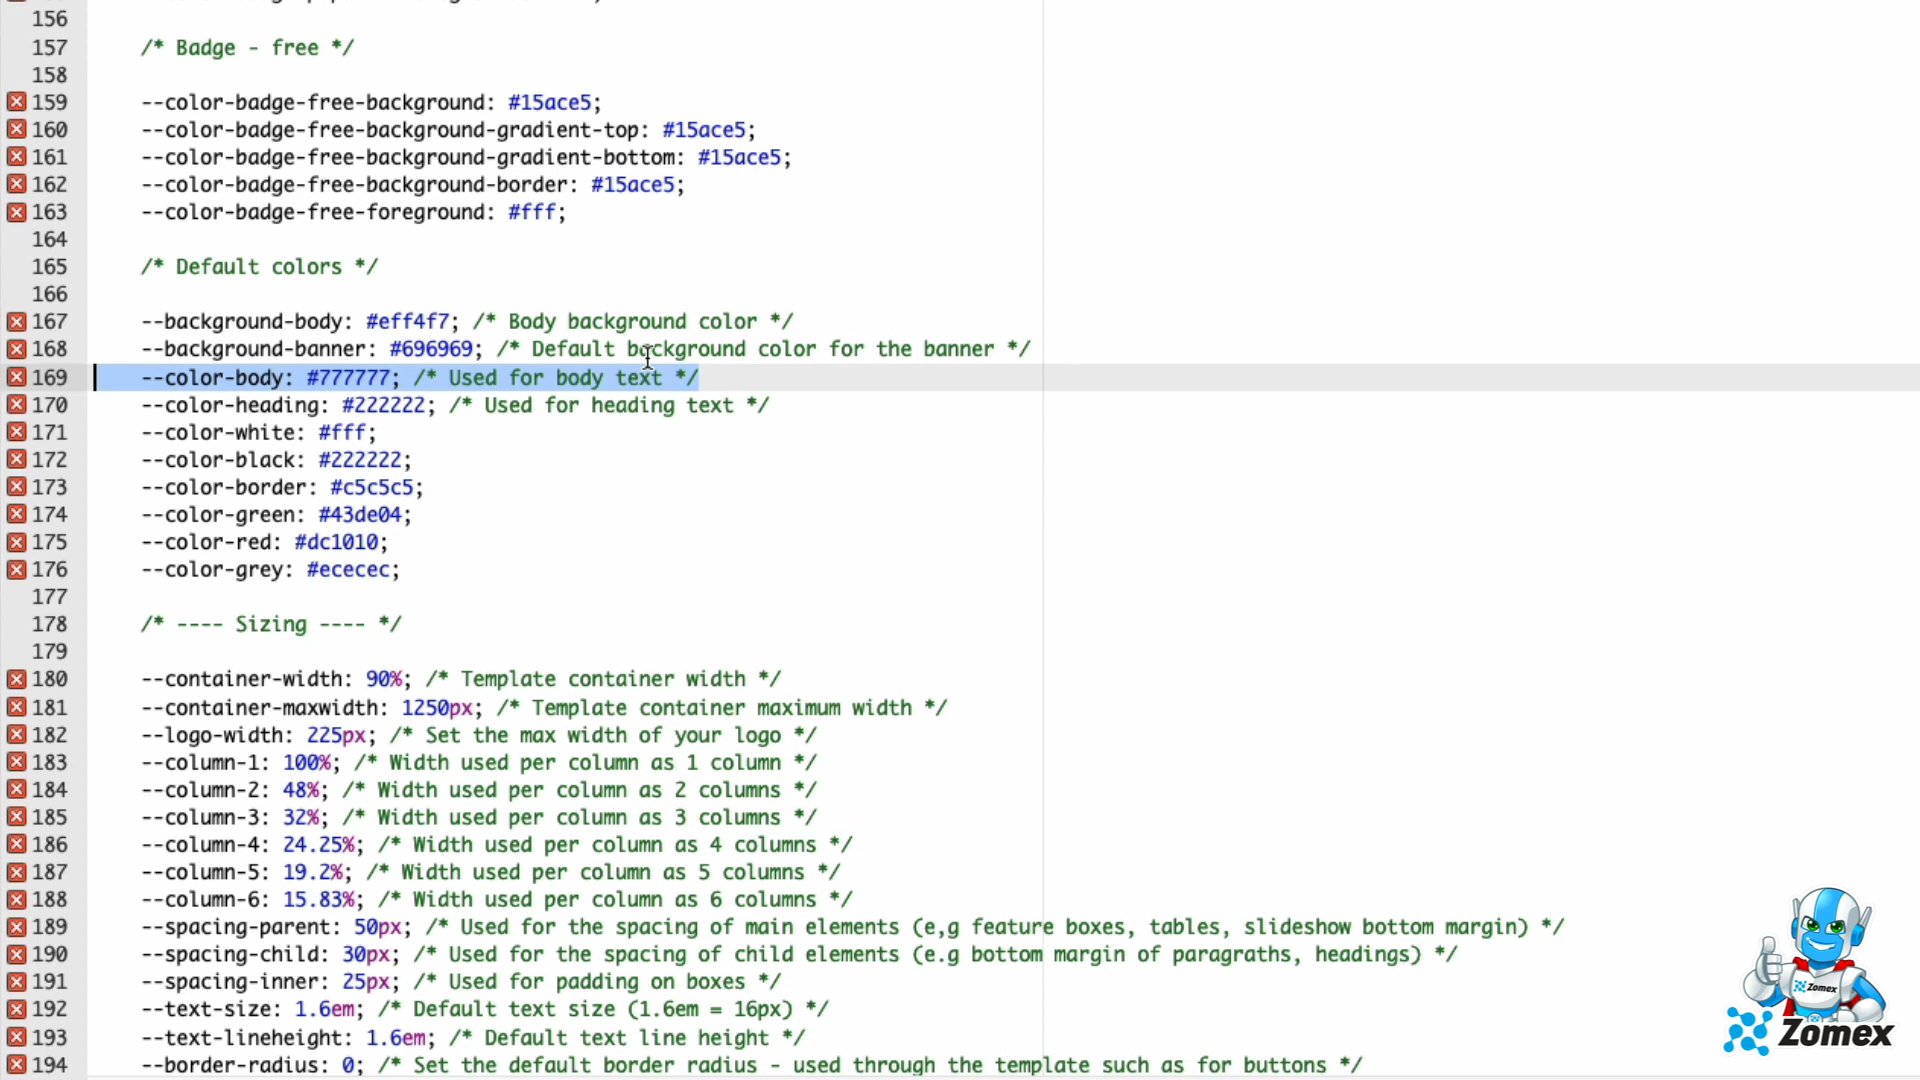 156
157 /* Badge - free */
158
159 --color-badge-free-background: #15ace5;
160 --color-badge-free-background-gradient-top: #15ace5;
161 --color-badge-free-background-gradient-bottom: #15ace5;
162 --color-badge-free-background-border: #15ace5;
163 --color-badge-free-foreground: #fff;
164
165 /* Default colors */
166
167 --background-body: #eff4f7; /* Body background color */
168 --background-banner: #696969; /* Default background color for the banner */
169 --color-body: #777777; /* Used for body text */
170 --color-heading: #222222; /* Used for heading text */
171 --color-white: #fff;
172 --color-black: #222222;
173 --color-border: #c5c5c5;
174 --color-green: #43de04;
175 --color-red: #dc1010;
176 --color-grey: #ececec;
177
178 /* ---- Sizing ---- */
179
180 --container-width: 90%; /* Template container width */
181 --container-maxwidth: 1250px; /* Template container maximum width */
182 --logo-width: 225px; /* Set the max width of your logo */
183 --column-1: 100%; /* Width used per column as 1 column */
184 --column-2: 48%; /* Width used per column as 2 columns */
185 --column-3: 32%; /* Width used per column as 3 columns */
186 --column-4: 24.25%; /* Width used per column as 4 columns */
187 --column-5: 19.2%; /* Width used per column as 5 columns */
188 --column-6: 15.83%; /* Width used per column as 6 columns */
189 --spacing-parent: 50px; /* Used for the spacing of main elements (e,g feature boxes, tables, slideshow bottom margin) */
190 --spacing-child: 30px; /* Used for the spacing of child elements (e.g bottom margin of paragraths, headings) */
191 --spacing-inner: 25px; /* Used for padding on boxes */
192 --text-size: 1.6em; /* Default text size (1.6em = 16px) */
193 --text-lineheight: 1.6em; /* Default text line height */
194 --border-radius: 0; /* Set the default border radius - used through the template such as for buttons */
Zomex
Zomex